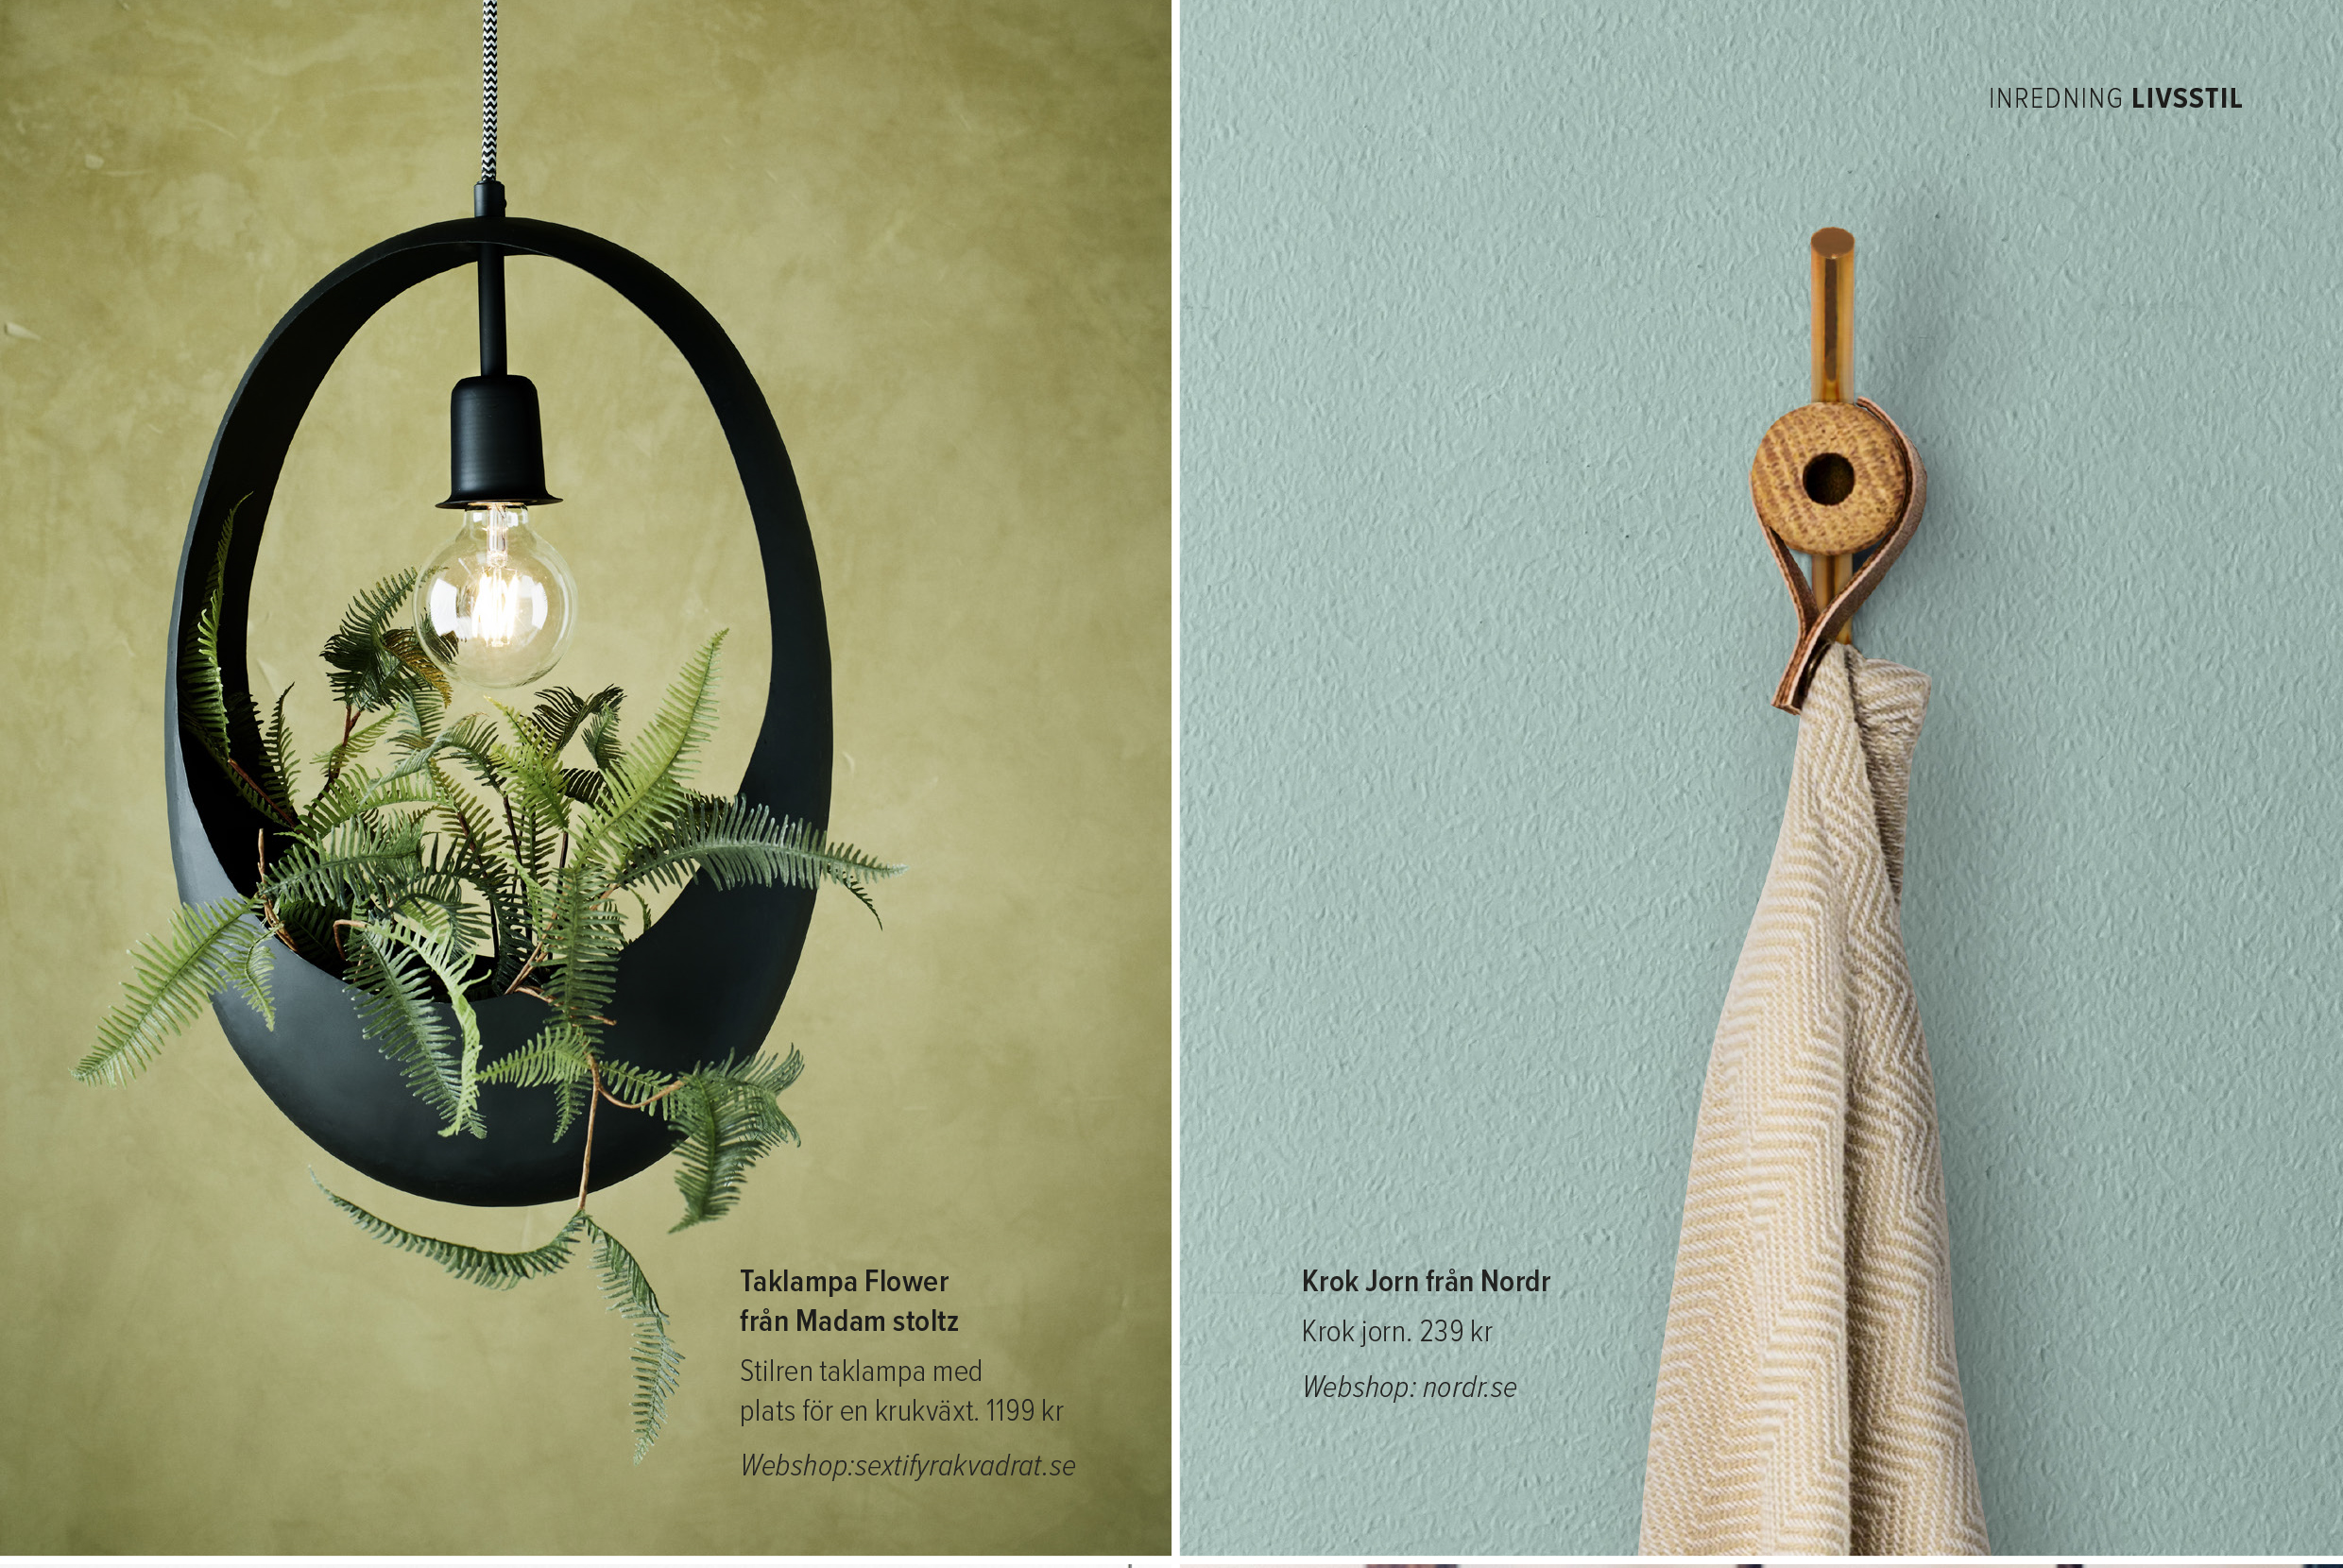 INREDNING LIVSSTIL
Taklampa Flower
från Madam stoltz
Stilren taklampa med
plats för en krukväxt. 1199 kr
Webshop:sextifyrakvadrat.se
Krok Jorn från Nordr
Krok jorn. 239 kr
Webshop: nordr.se